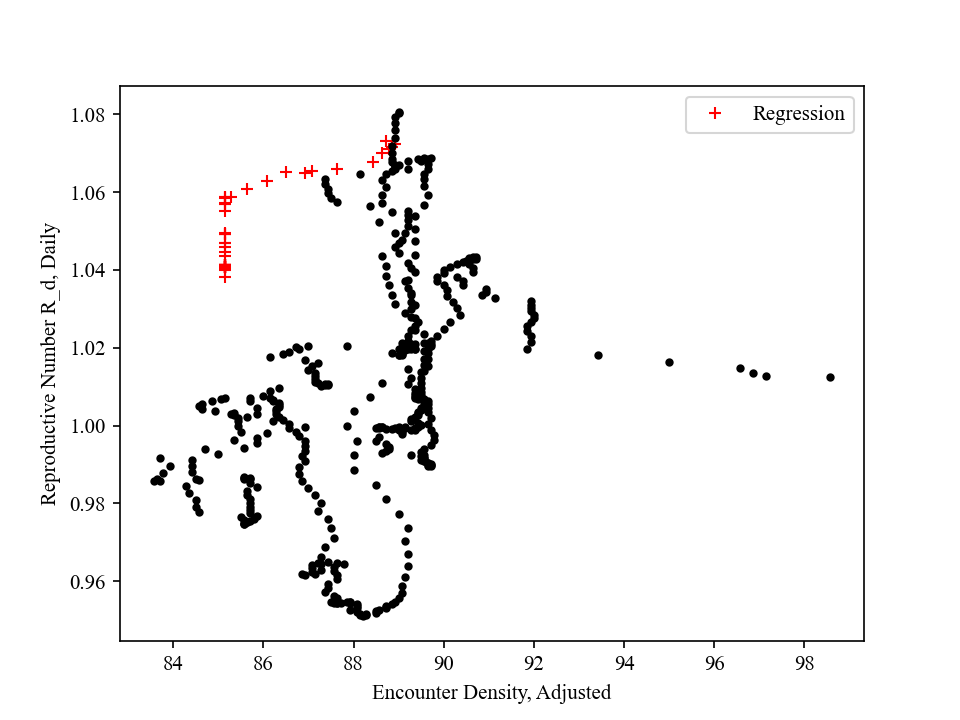 Regression
1.08
1.06
1.04
1.02
1.00
0.98
0.96
Reproductive Number R_d, Daily
84 86 88 90 92 94 96 98
Encounter Density, Adjusted